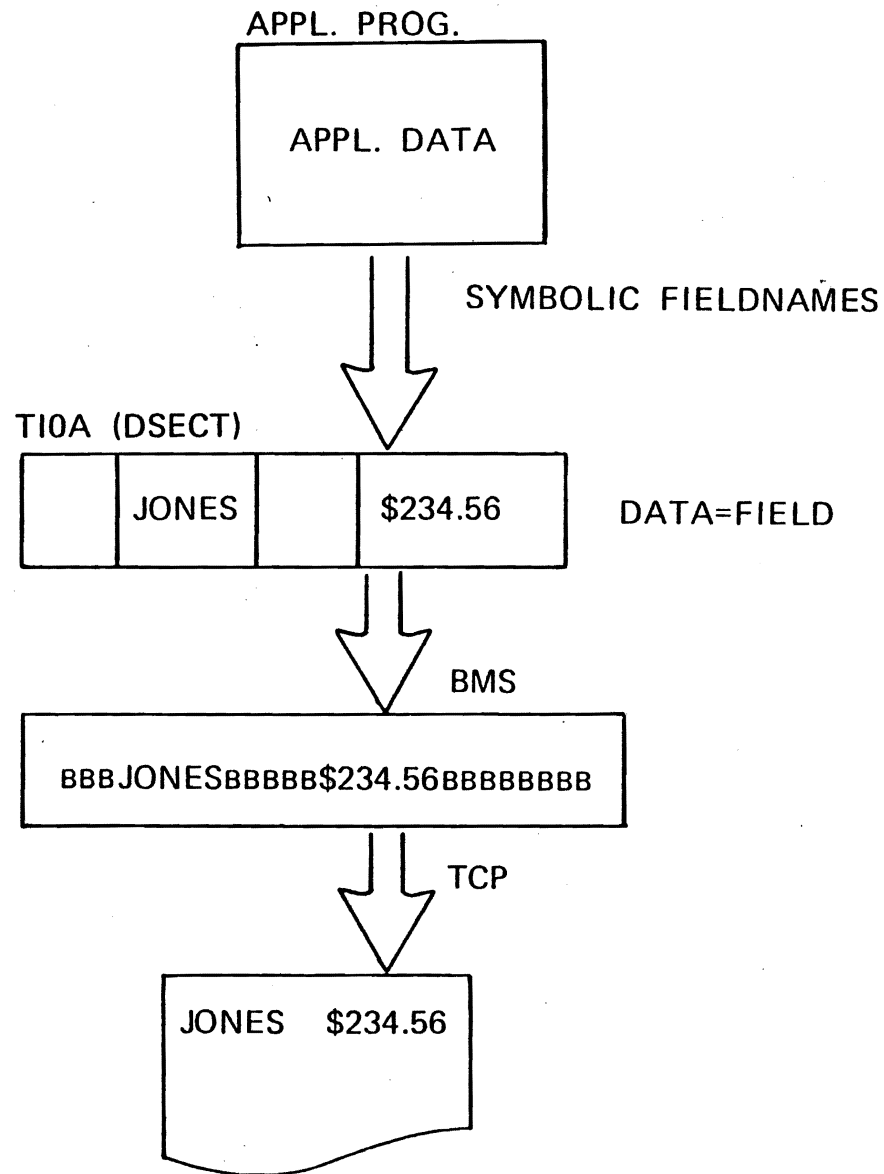 APPL. PROG.
APPL. DATA
SYMBOLIC FIELDNAMES
TIOA (DSECT)
JONES $234.56
DATA=FIELD
BMS
BBBJONESBBBBB$234.56BBBBBBBB
TCP
JONES $234.56